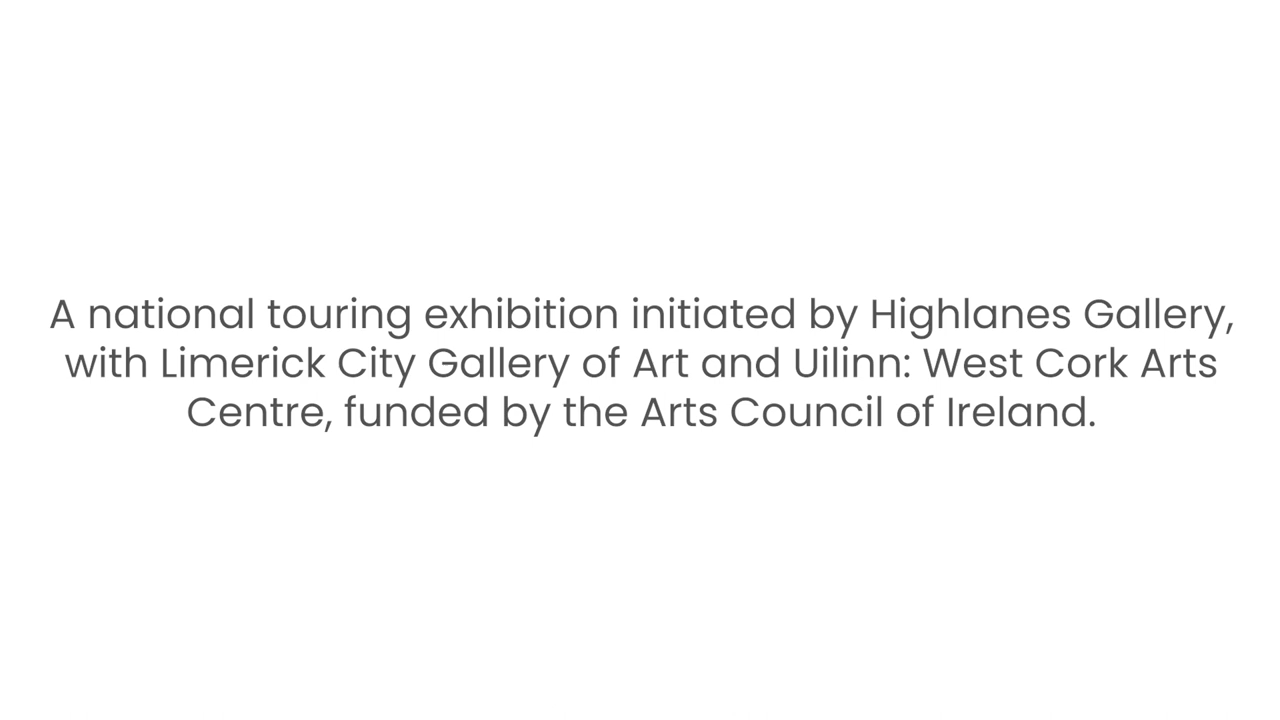 A national touring exhibition initiated by Highlanes Gallery,
with Limerick City Gallery of Art and Uilinn: West Cork Arts
Centre, funded by the Arts Council of Ireland.